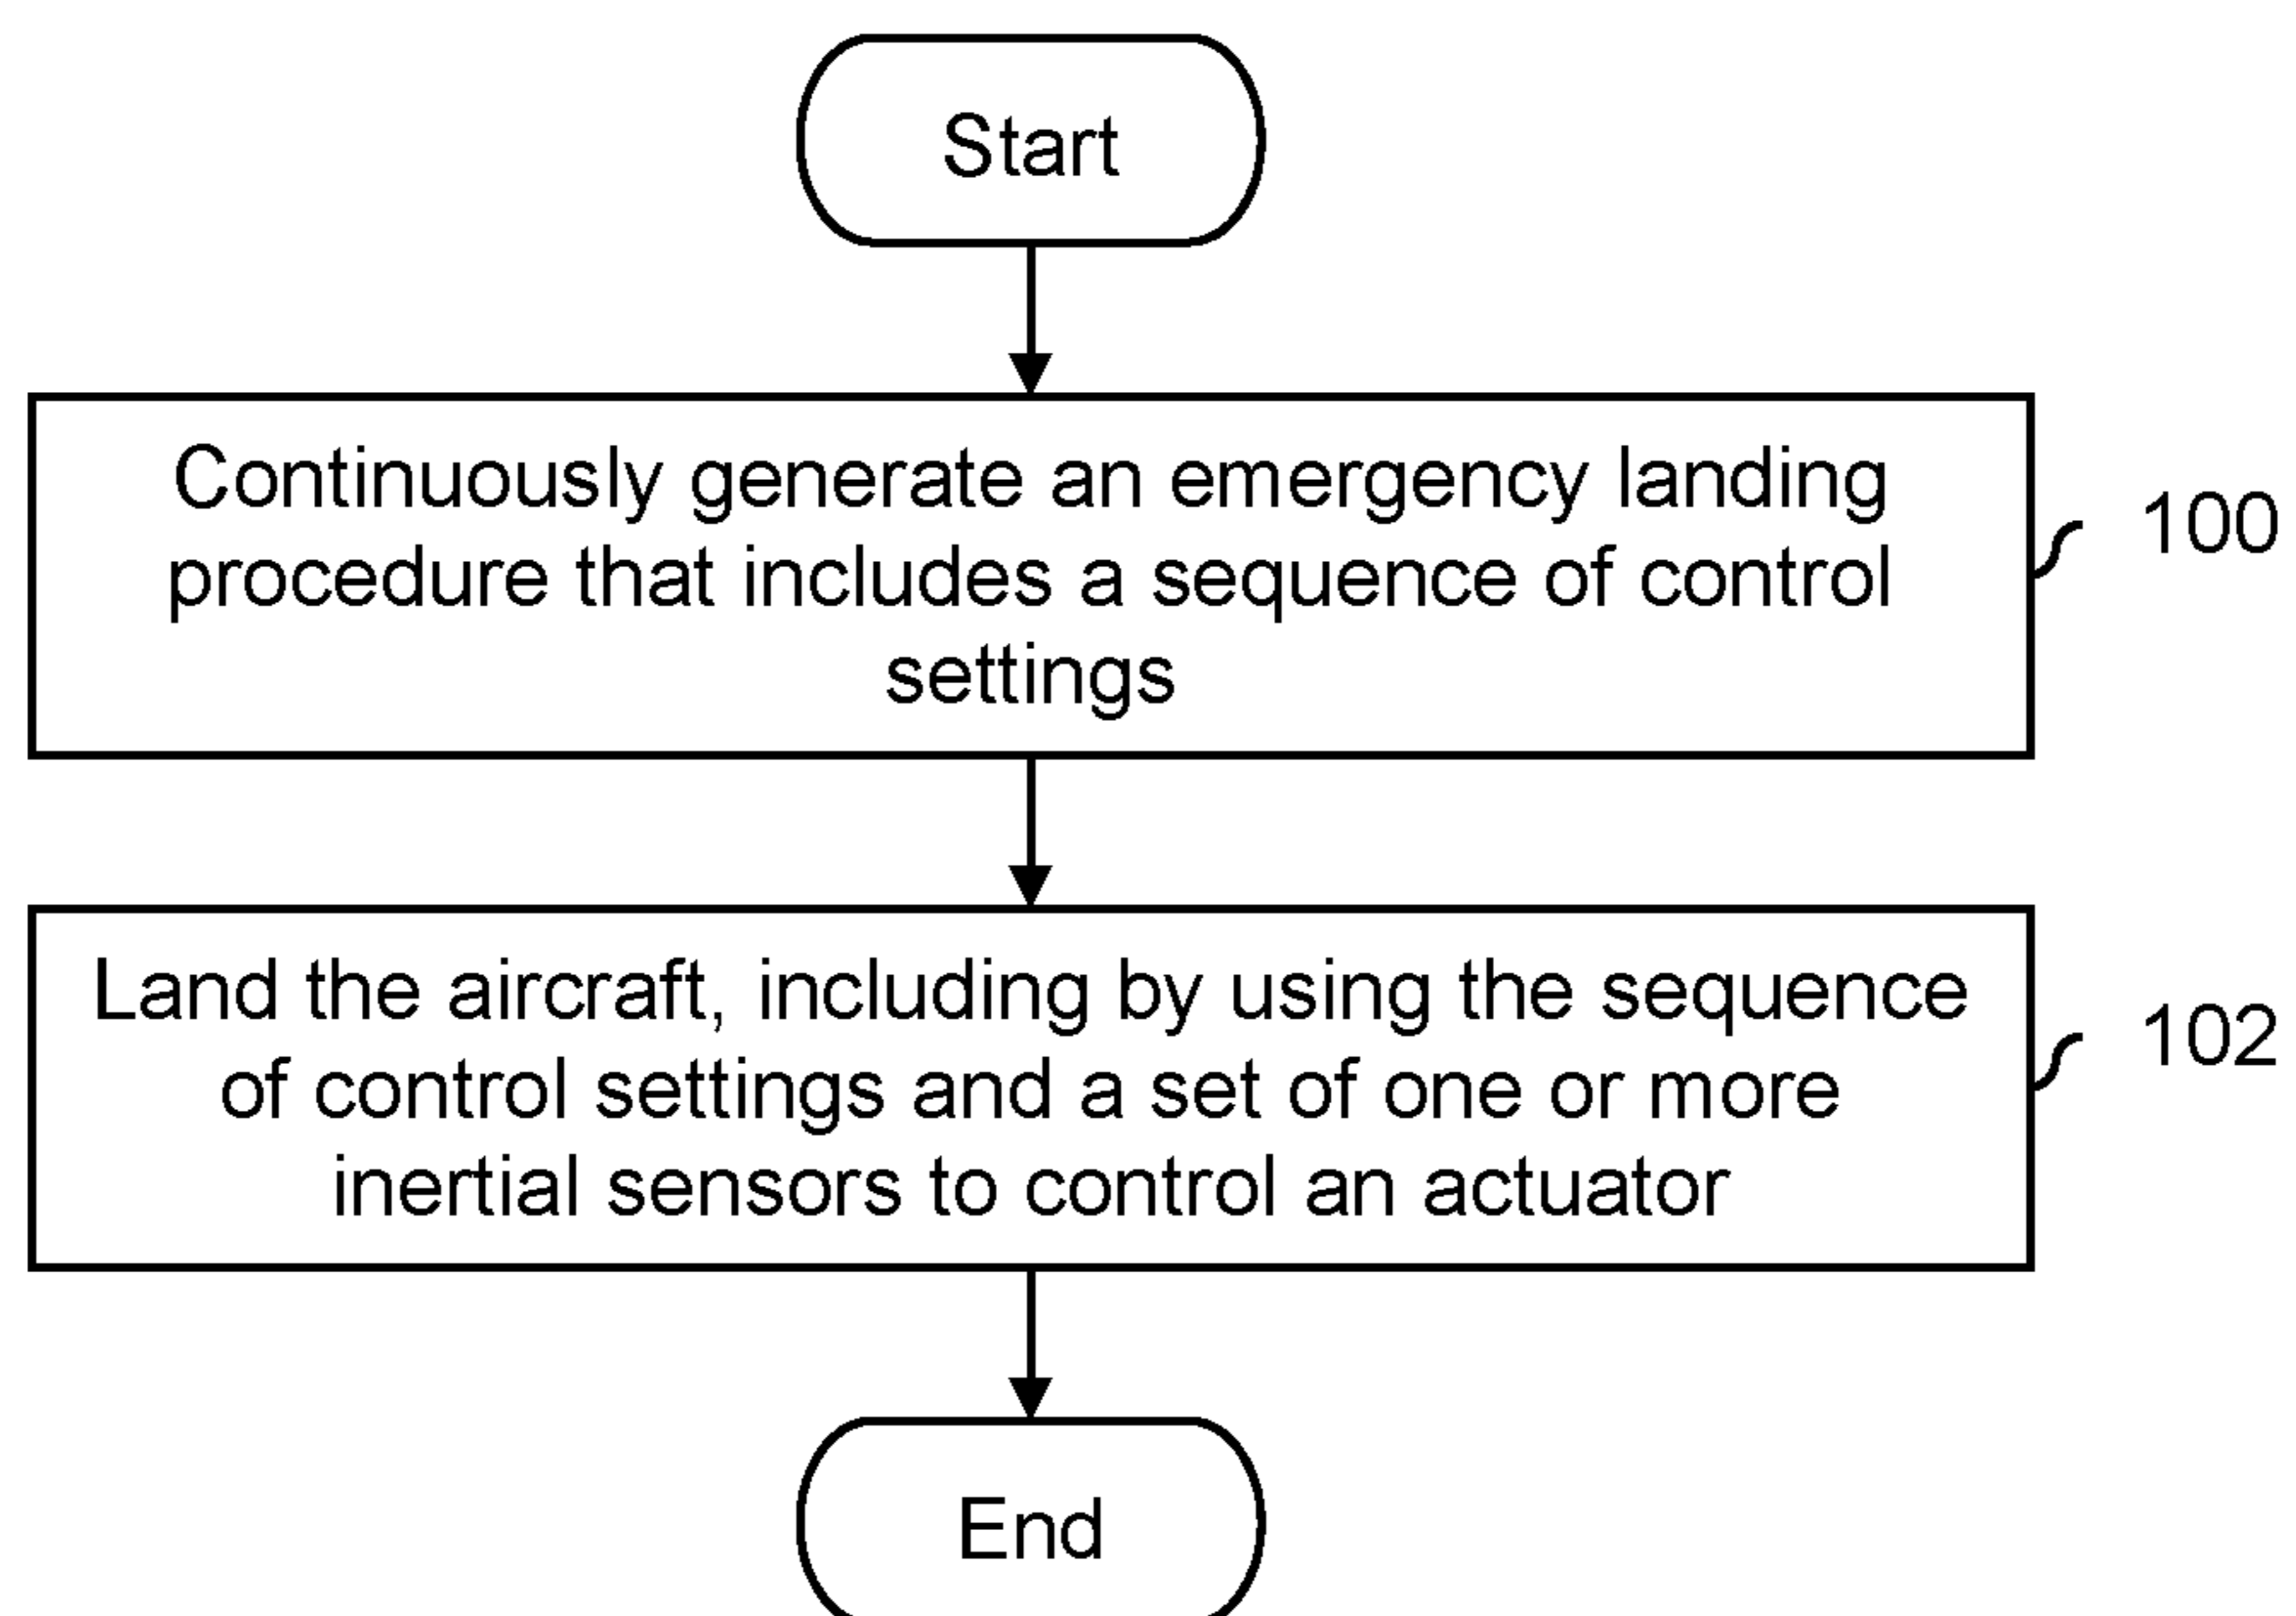 Start
Continuously generate an emergency landing
procedure that includes a sequence of control
settings
100
Land the aircraft, including by using the sequence
of control settings and a set of one or more
inertial sensors to control an actuator
102
End